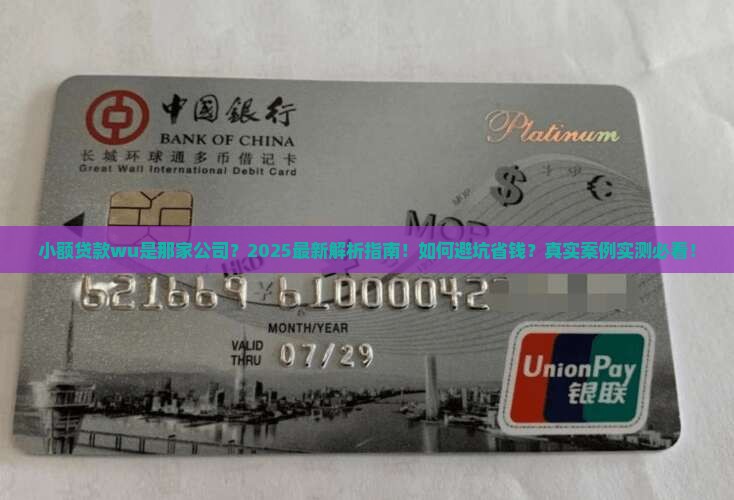 中国銀行
BANK OF CHINA
长城环球通多币借记卡
Great Wall International Debit Card
Platinum
$ €
MOP
小额贷款wu是那家公司？2025最新解析指南！如何避坑省钱？真实案例实测必看！
HKD
621669 61000042
MONTH/YEAR
VALID THRU 07/29
UnionPay
银联